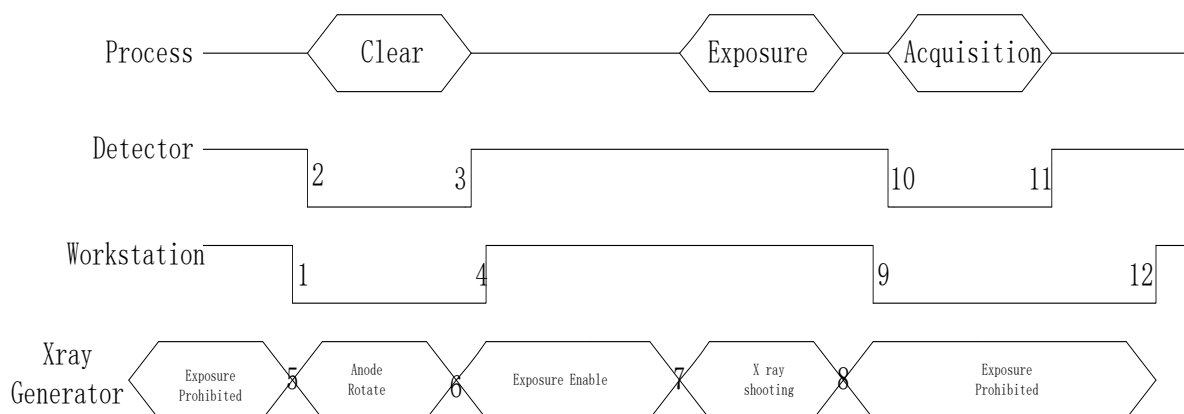 Process
Clear
Exposure
Acquisition
Detector
2
3
10
11
Workstation
1
4
9
12
Xray
Generator
Exposure
Prohibited
5
Anode
Rotate
6
Exposure Enable
7
X ray
shooting
8
Exposure
Prohibited